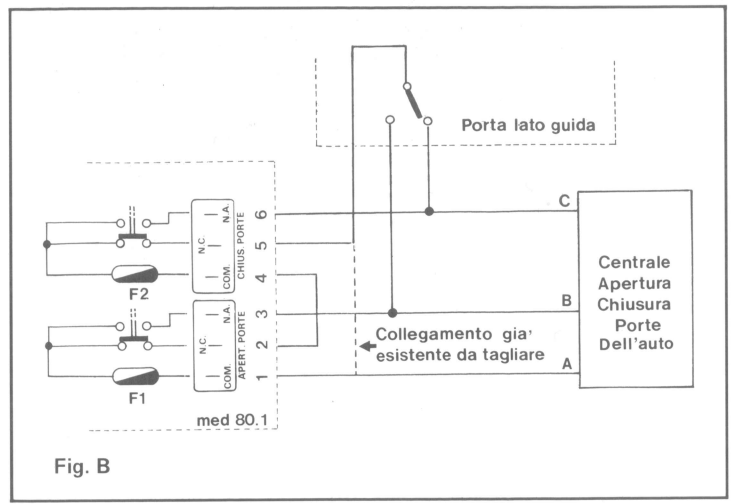 Porta lato guida
C
N.A.
N.C.
COM.
CHIUS. PORTE
6
5
4
F2
Centrale
Apertura
Chiusura
Porte
Dell'auto
B
N.A.
N.C.
COM.
APERT. PORTE
3
2
1
F1
Collegamento gia'
esistente da tagliare
A
med 80.1
Fig. B